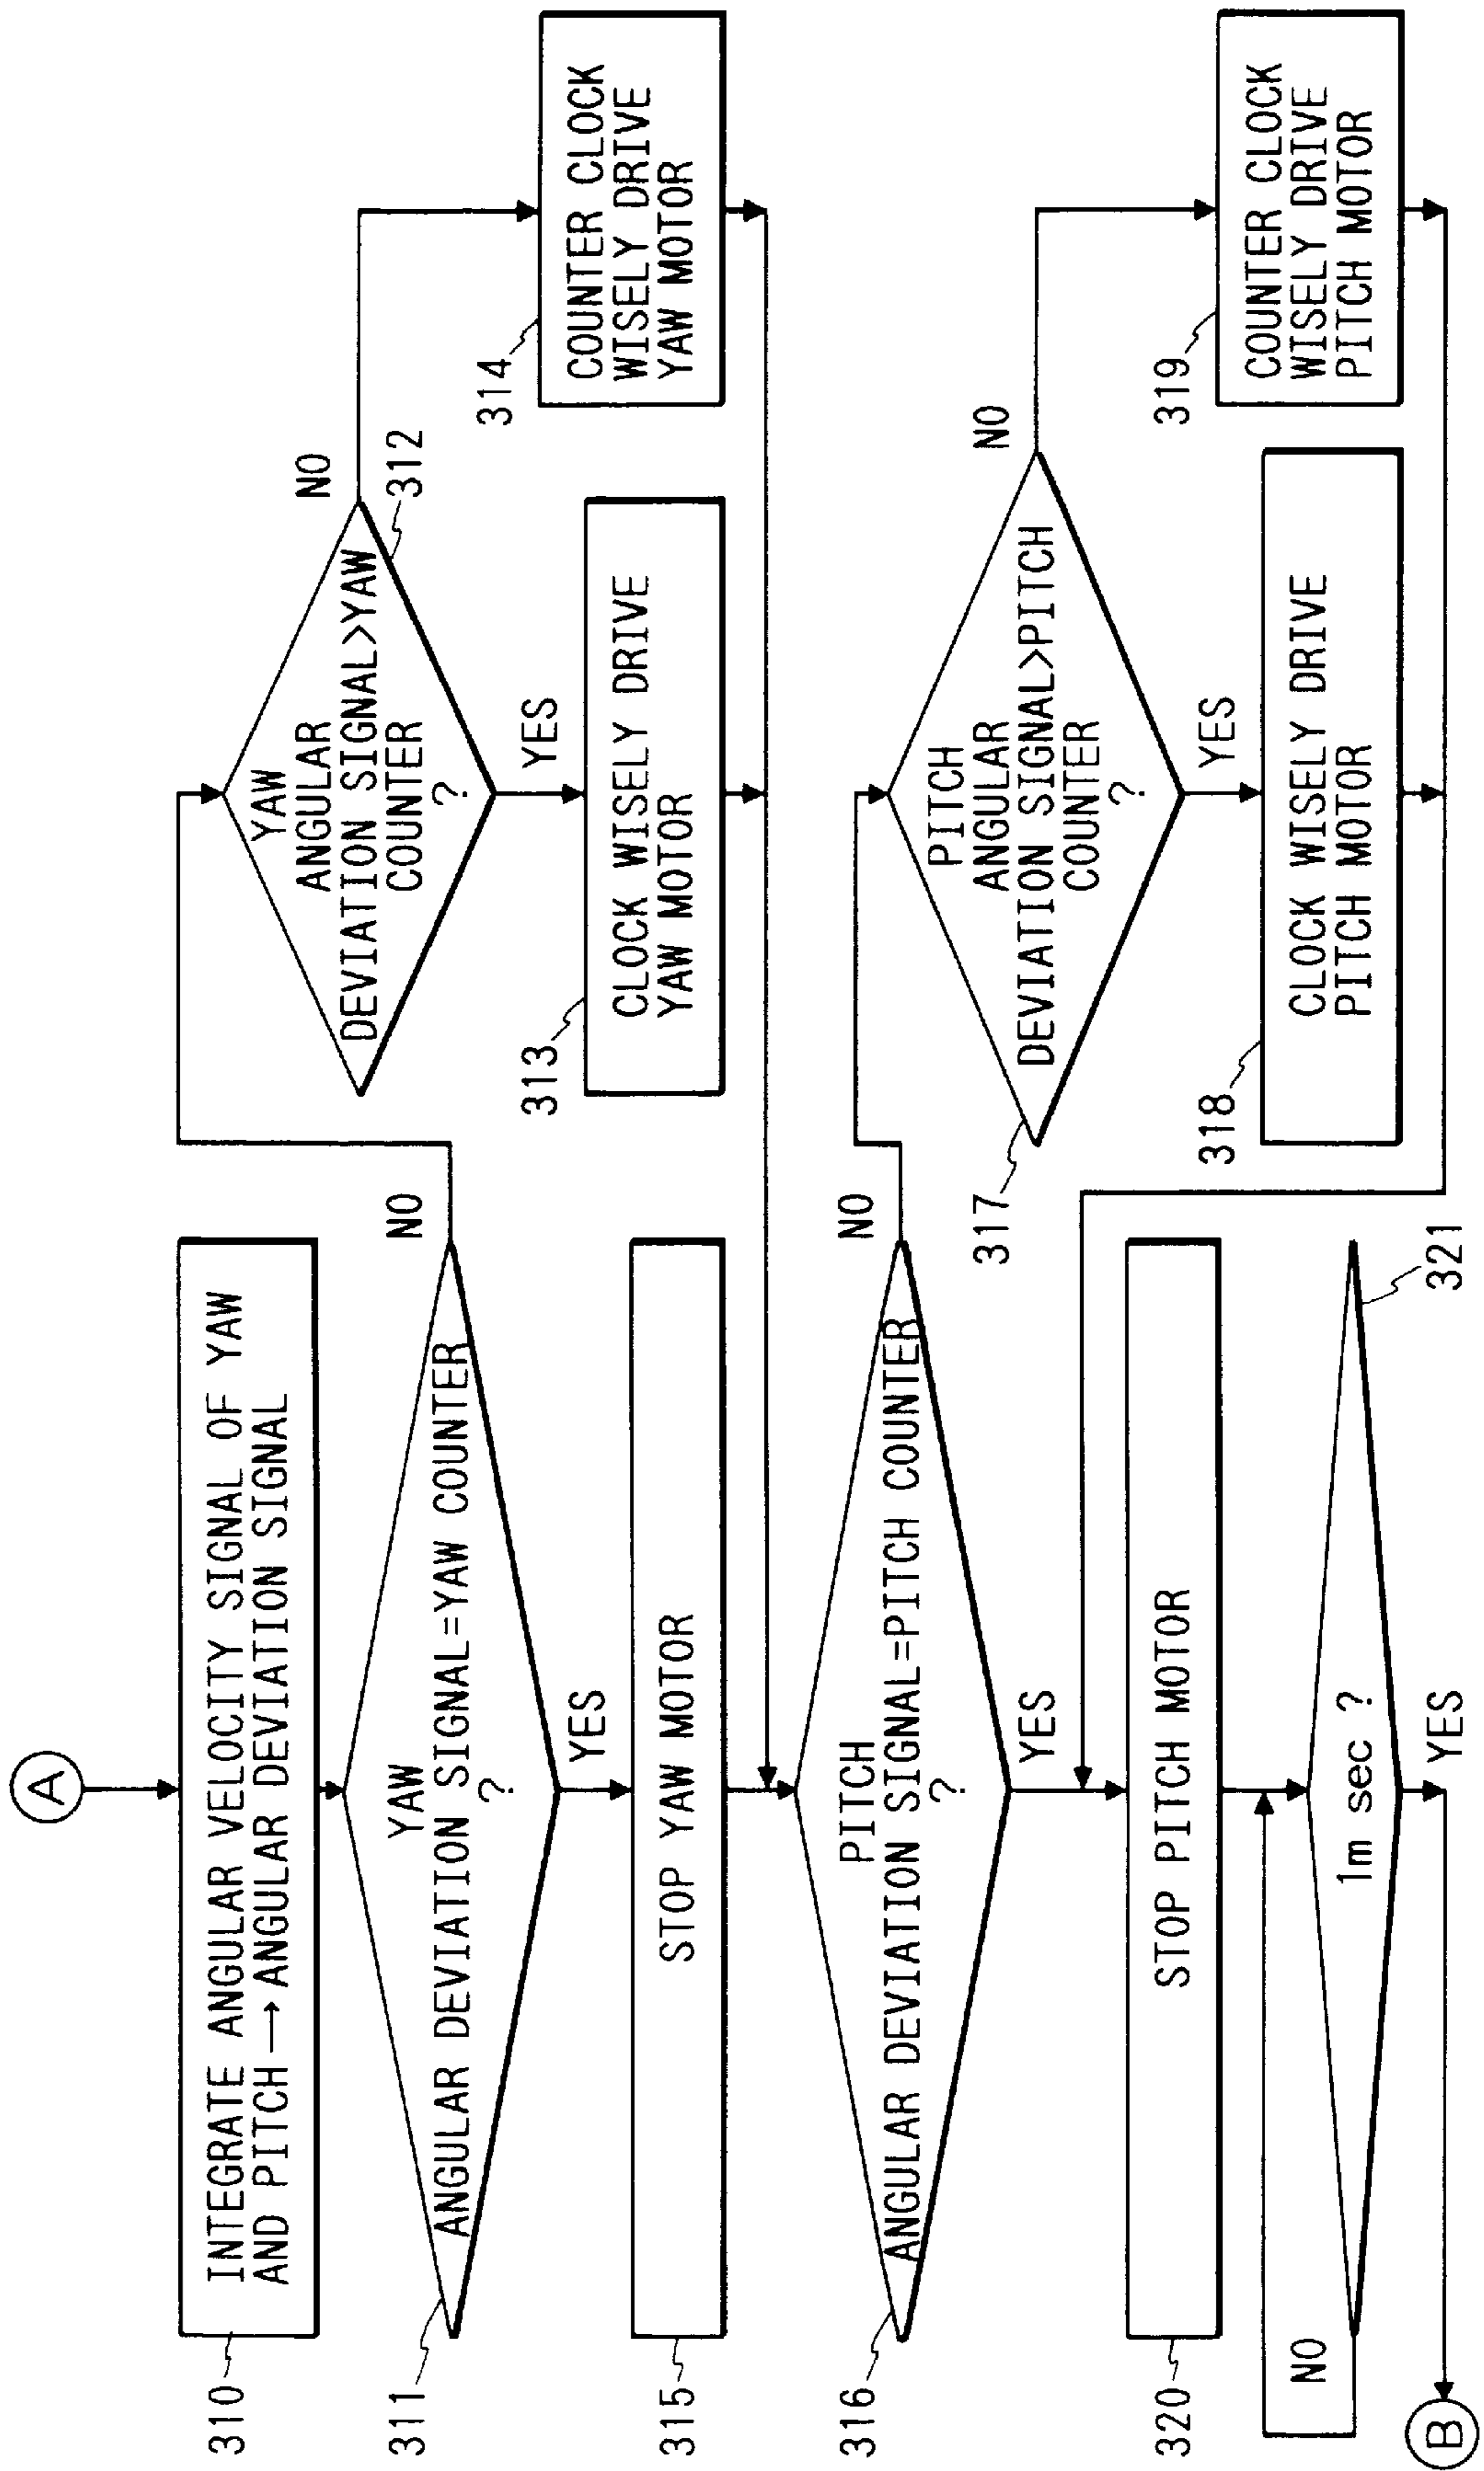 A
INTEGRATE ANGULAR VELOCITY SIGNAL OF YAW
AND PITCH→ANGULAR DEVIATION SIGNAL
310
YAW
ANGULAR DEVIATION SIGNAL=YAW COUNTER
?
311
NO
YES
YAW
ANGULAR
DEVIATION SIGNAL>YAW
COUNTER
?
312
NO
YES
313
CLOCK WISELY DRIVE
YAW MOTOR
314
COUNTER CLOCK
WISELY DRIVE
YAW MOTOR
STOP YAW MOTOR
315
PITCH
ANGULAR DEVIATION SIGNAL=PITCH COUNTER
?
316
NO
YES
PITCH
ANGULAR
DEVIATION SIGNAL>PITCH
COUNTER
?
317
NO
YES
318
CLOCK WISELY DRIVE
PITCH MOTOR
319
COUNTER CLOCK
WISELY DRIVE
PITCH MOTOR
STOP PITCH MOTOR
320
1m sec ?
321
NO
YES
B